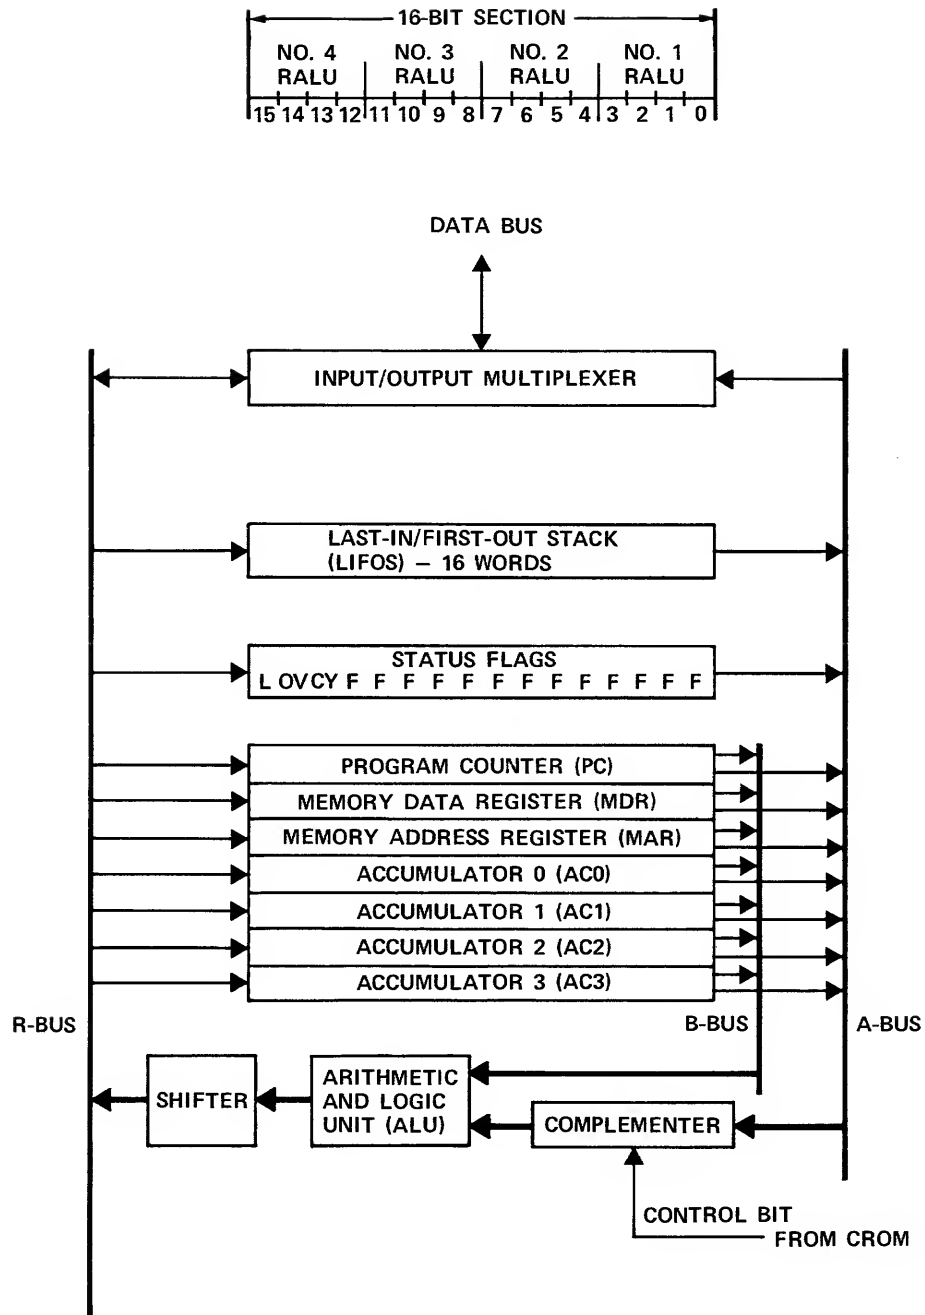 16-BIT SECTION
NO. 4 NO. 3 NO. 2 NO. 1
RALU RALU RALU RALU
15 14 13 12 11 10 9 8 7 6 5 4 3 2 1 0
DATA BUS
INPUT/OUTPUT MULTIPLEXER
LAST-IN/FIRST-OUT STACK
(LIFOS) — 16 WORDS
STATUS FLAGS
L OV CY F F F F F F F F F F F F F
PROGRAM COUNTER (PC)
MEMORY DATA REGISTER (MDR)
MEMORY ADDRESS REGISTER (MAR)
ACCUMULATOR 0 (AC0)
ACCUMULATOR 1 (AC1)
ACCUMULATOR 2 (AC2)
ACCUMULATOR 3 (AC3)
R-BUS B-BUS A-BUS
SHIFTER
ARITHMETIC
AND LOGIC
UNIT (ALU)
COMPLEMENTER
CONTROL BIT
FROM CROM